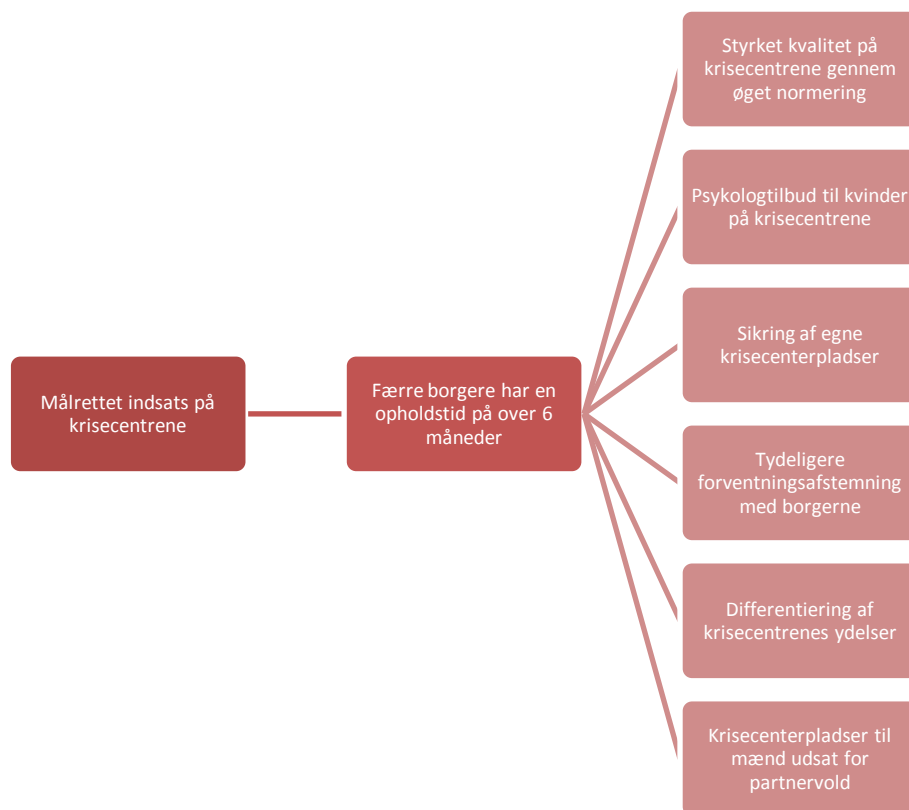 Målrettet indsats på
krisecentrene
Færre borgere har en
opholdstid på over 6
måneder
Styrket kvalitet på
krisecentrene gennem
øget normering
Psykologtilbud til kvinder
på krisecentrene
Sikring af egne
krisecenterpladser
Tydeligere
forventningsafstemning
med borgerne
Differentiering af
krisecentrenes ydelser
Krisecenterpladser til
mænd udsat for
partnervold